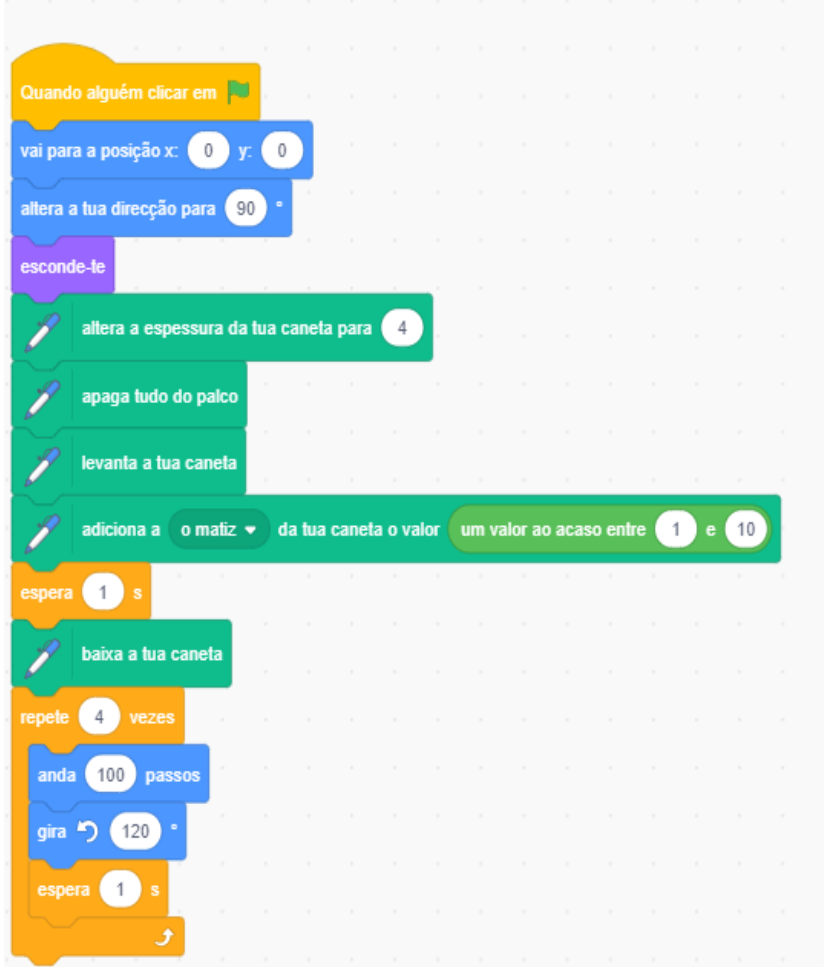 Quando alguém clicar em
vai para a posição x: 0 y: 0
altera a tua direcção para 90 °
esconde-te
altera a espessura da tua caneta para 4
apaga tudo do palco
levanta a tua caneta
adiciona a o matiz da tua caneta o valor um valor ao acaso entre 1 e 10
espera 1 s
baixa a tua caneta
repete 4 vezes
anda 100 passos
gira 120 °
espera 1 s